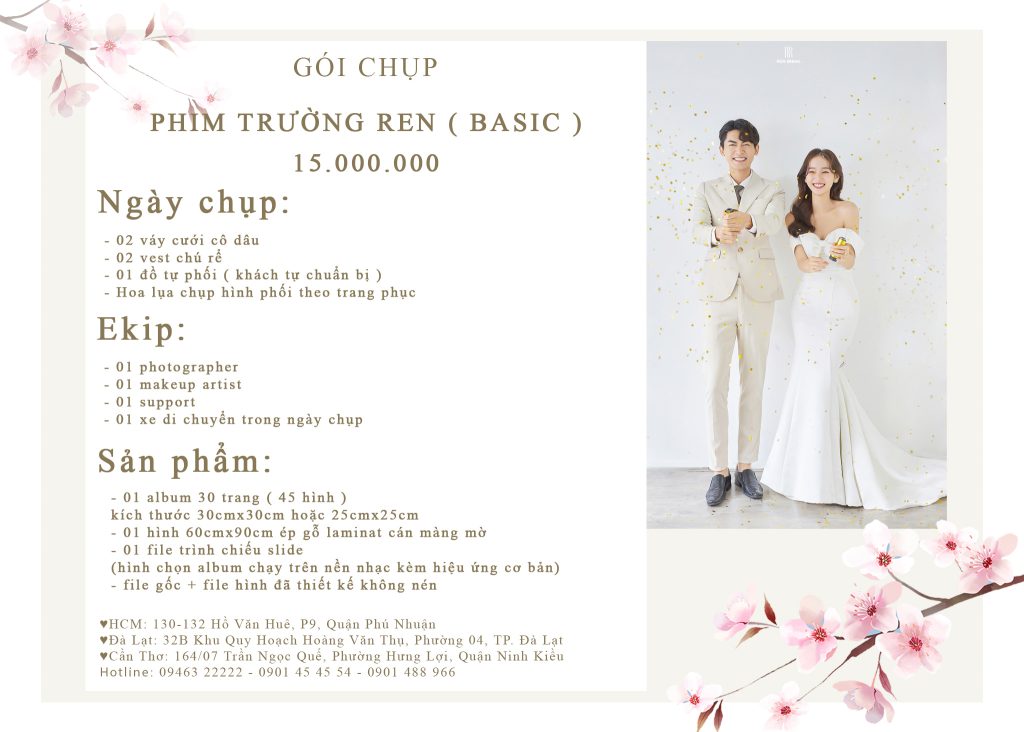 GÓI CHỤP
PHIM TRƯỜNG REN ( BASIC )
15.000.000
Ngày chụp:
- 02 váy cưới cô dâu
- 02 vest chú rể
- 01 đồ tự phối ( khách tự chuẩn bị )
- Hoa lụa chụp hình phối theo trang phục
Ekip:
- 01 photographer
- 01 makeup artist
- 01 support
- 01 xe di chuyển trong ngày chụp
Sản phẩm:
- 01 album 30 trang ( 45 hình )
kích thước 30cmx30cm hoặc 25cmx25cm
- 01 hình 60cmx90cm ép gỗ laminat cán màng mờ
- 01 file trình chiếu slide
(hình chọn album chạy trên nền nhạc kèm hiệu ứng cơ bản)
- file gốc + file hình đã thiết kế không nén
♥HCM: 130-132 Hồ Văn Huê, P9, Quận Phú Nhuận
♥Đà Lạt: 32B Khu Quy Hoạch Hoàng Văn Thụ, Phường 04, TP. Đà Lạt
♥Cần Thơ: 164/07 Trần Ngọc Quế, Phường Hưng Lợi, Quận Ninh Kiều
Hotline: 09463 22222 - 0901 45 45 54 - 0901 488 966
REN BRIDAL